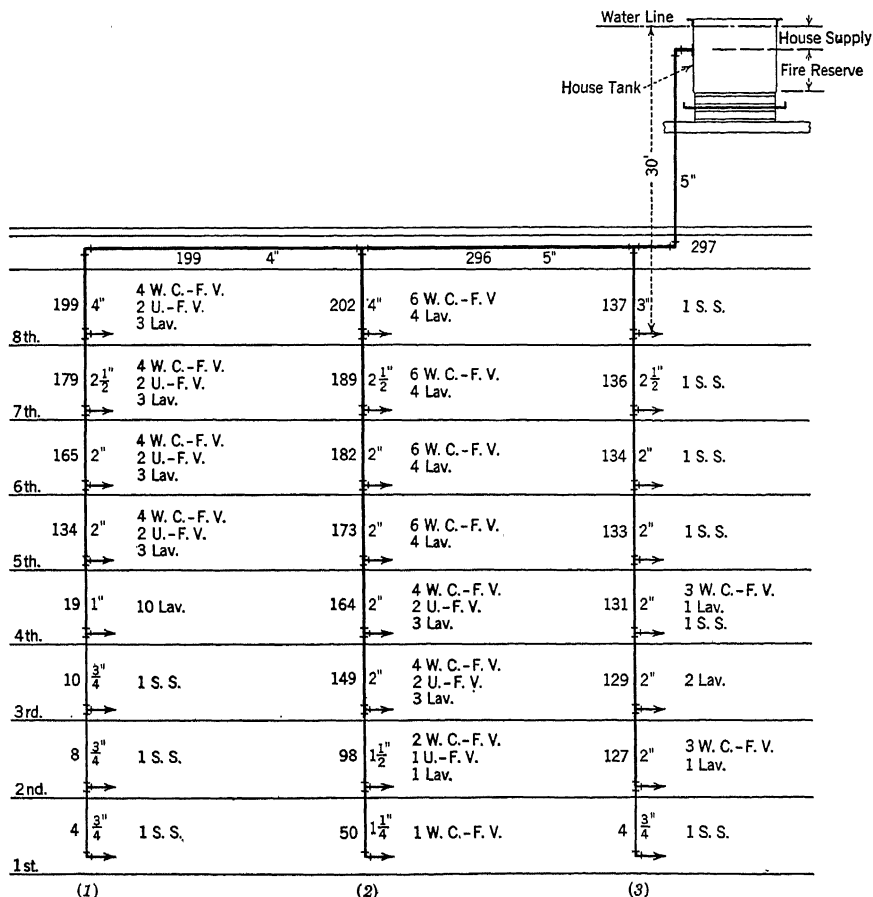 Water Line
House Supply
Fire Reserve
House Tank
30'
5"
199 4" 296 5" 297
199 4" 4 W. C.-F. V.
2 U.-F. V.
3 Lav.
202 4" 6 W. C.-F. V
4 Lav.
137 3" 1 S. S.
8th.
179 2 1/2" 4 W. C.-F. V.
2 U.-F. V.
3 Lav.
189 2 1/2" 6 W. C.-F. V.
4 Lav.
136 2 1/2" 1 S. S.
7th.
165 2" 4 W. C.-F. V.
2 U.-F. V.
3 Lav.
182 2" 6 W. C.-F. V.
4 Lav.
134 2" 1 S. S.
6th.
134 2" 4 W. C.-F. V.
2 U.-F. V.
3 Lav.
173 2" 6 W. C.-F. V.
4 Lav.
133 2" 1 S. S.
5th.
19 1" 10 Lav.
164 2" 4 W. C.-F. V.
2 U.-F. V.
3 Lav.
131 2" 3 W. C.-F. V.
1 Lav.
1 S. S.
4th.
10 3/4" 1 S. S.
149 2" 4 W. C.-F. V.
2 U.-F. V.
3 Lav.
129 2" 2 Lav.
3rd.
8 3/4" 1 S. S.
98 1 1/2" 2 W. C.-F. V.
1 U.-F. V.
1 Lav.
127 2" 3 W. C.-F. V.
1 Lav.
2nd.
4 3/4" 1 S. S.
50 1 1/4" 1 W. C.-F. V.
4 3/4" 1 S. S.
1st.
(1) (2) (3)